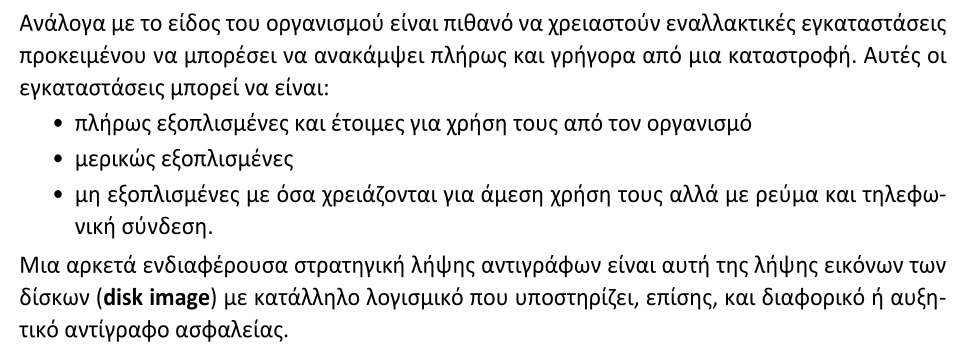 Ανάλογα με το είδος του οργανισμού είναι πιθανό να χρειαστούν εναλλακτικές εγκαταστάσεις
προκειμένου να μπορέσει να ανακάμψει πλήρως και γρήγορα από μια καταστροφή. Αυτές οι
εγκαταστάσεις μπορεί να είναι:
• πλήρως εξοπλισμένες και έτοιμες για χρήση τους από τον οργανισμό
• μερικώς εξοπλισμένες
• μη εξοπλισμένες με όσα χρειάζονται για άμεση χρήση τους αλλά με ρεύμα και τηλεφω-
νική σύνδεση.
Μια αρκετά ενδιαφέρουσα στρατηγική λήψης αντιγράφων είναι αυτή της λήψης εικόνων των
δίσκων (disk image) με κατάλληλο λογισμικό που υποστηρίζει, επίσης, και διαφορικό ή αυξη-
τικό αντίγραφο ασφαλείας.